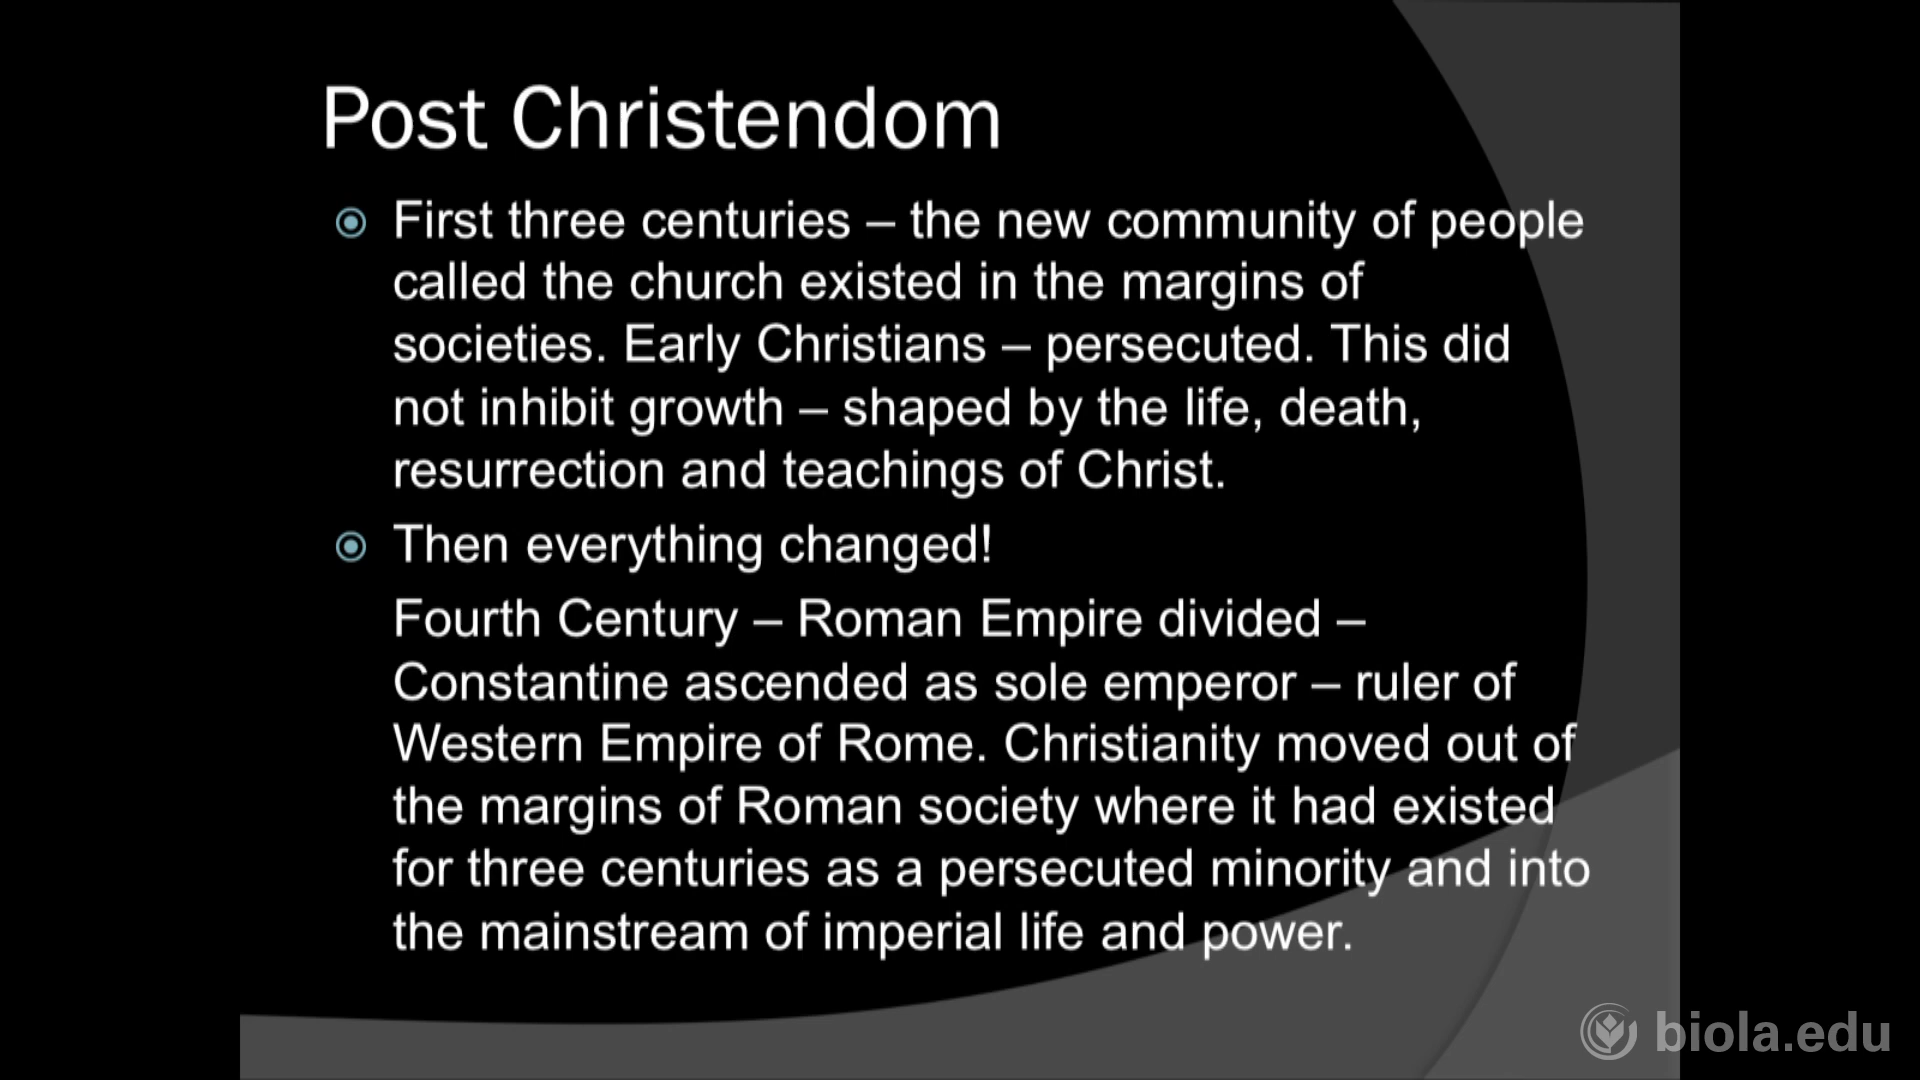 Post Christendom
First three centuries – the new community of people
called the church existed in the margins of
societies. Early Christians – persecuted. This did
not inhibit growth – shaped by the life, death,
resurrection and teachings of Christ.
Then everything changed!
Fourth Century – Roman Empire divided –
Constantine ascended as sole emperor – ruler of
Western Empire of Rome. Christianity moved out of
the margins of Roman society where it had existed
for three centuries as a persecuted minority and into
the mainstream of imperial life and power.
biola.edu